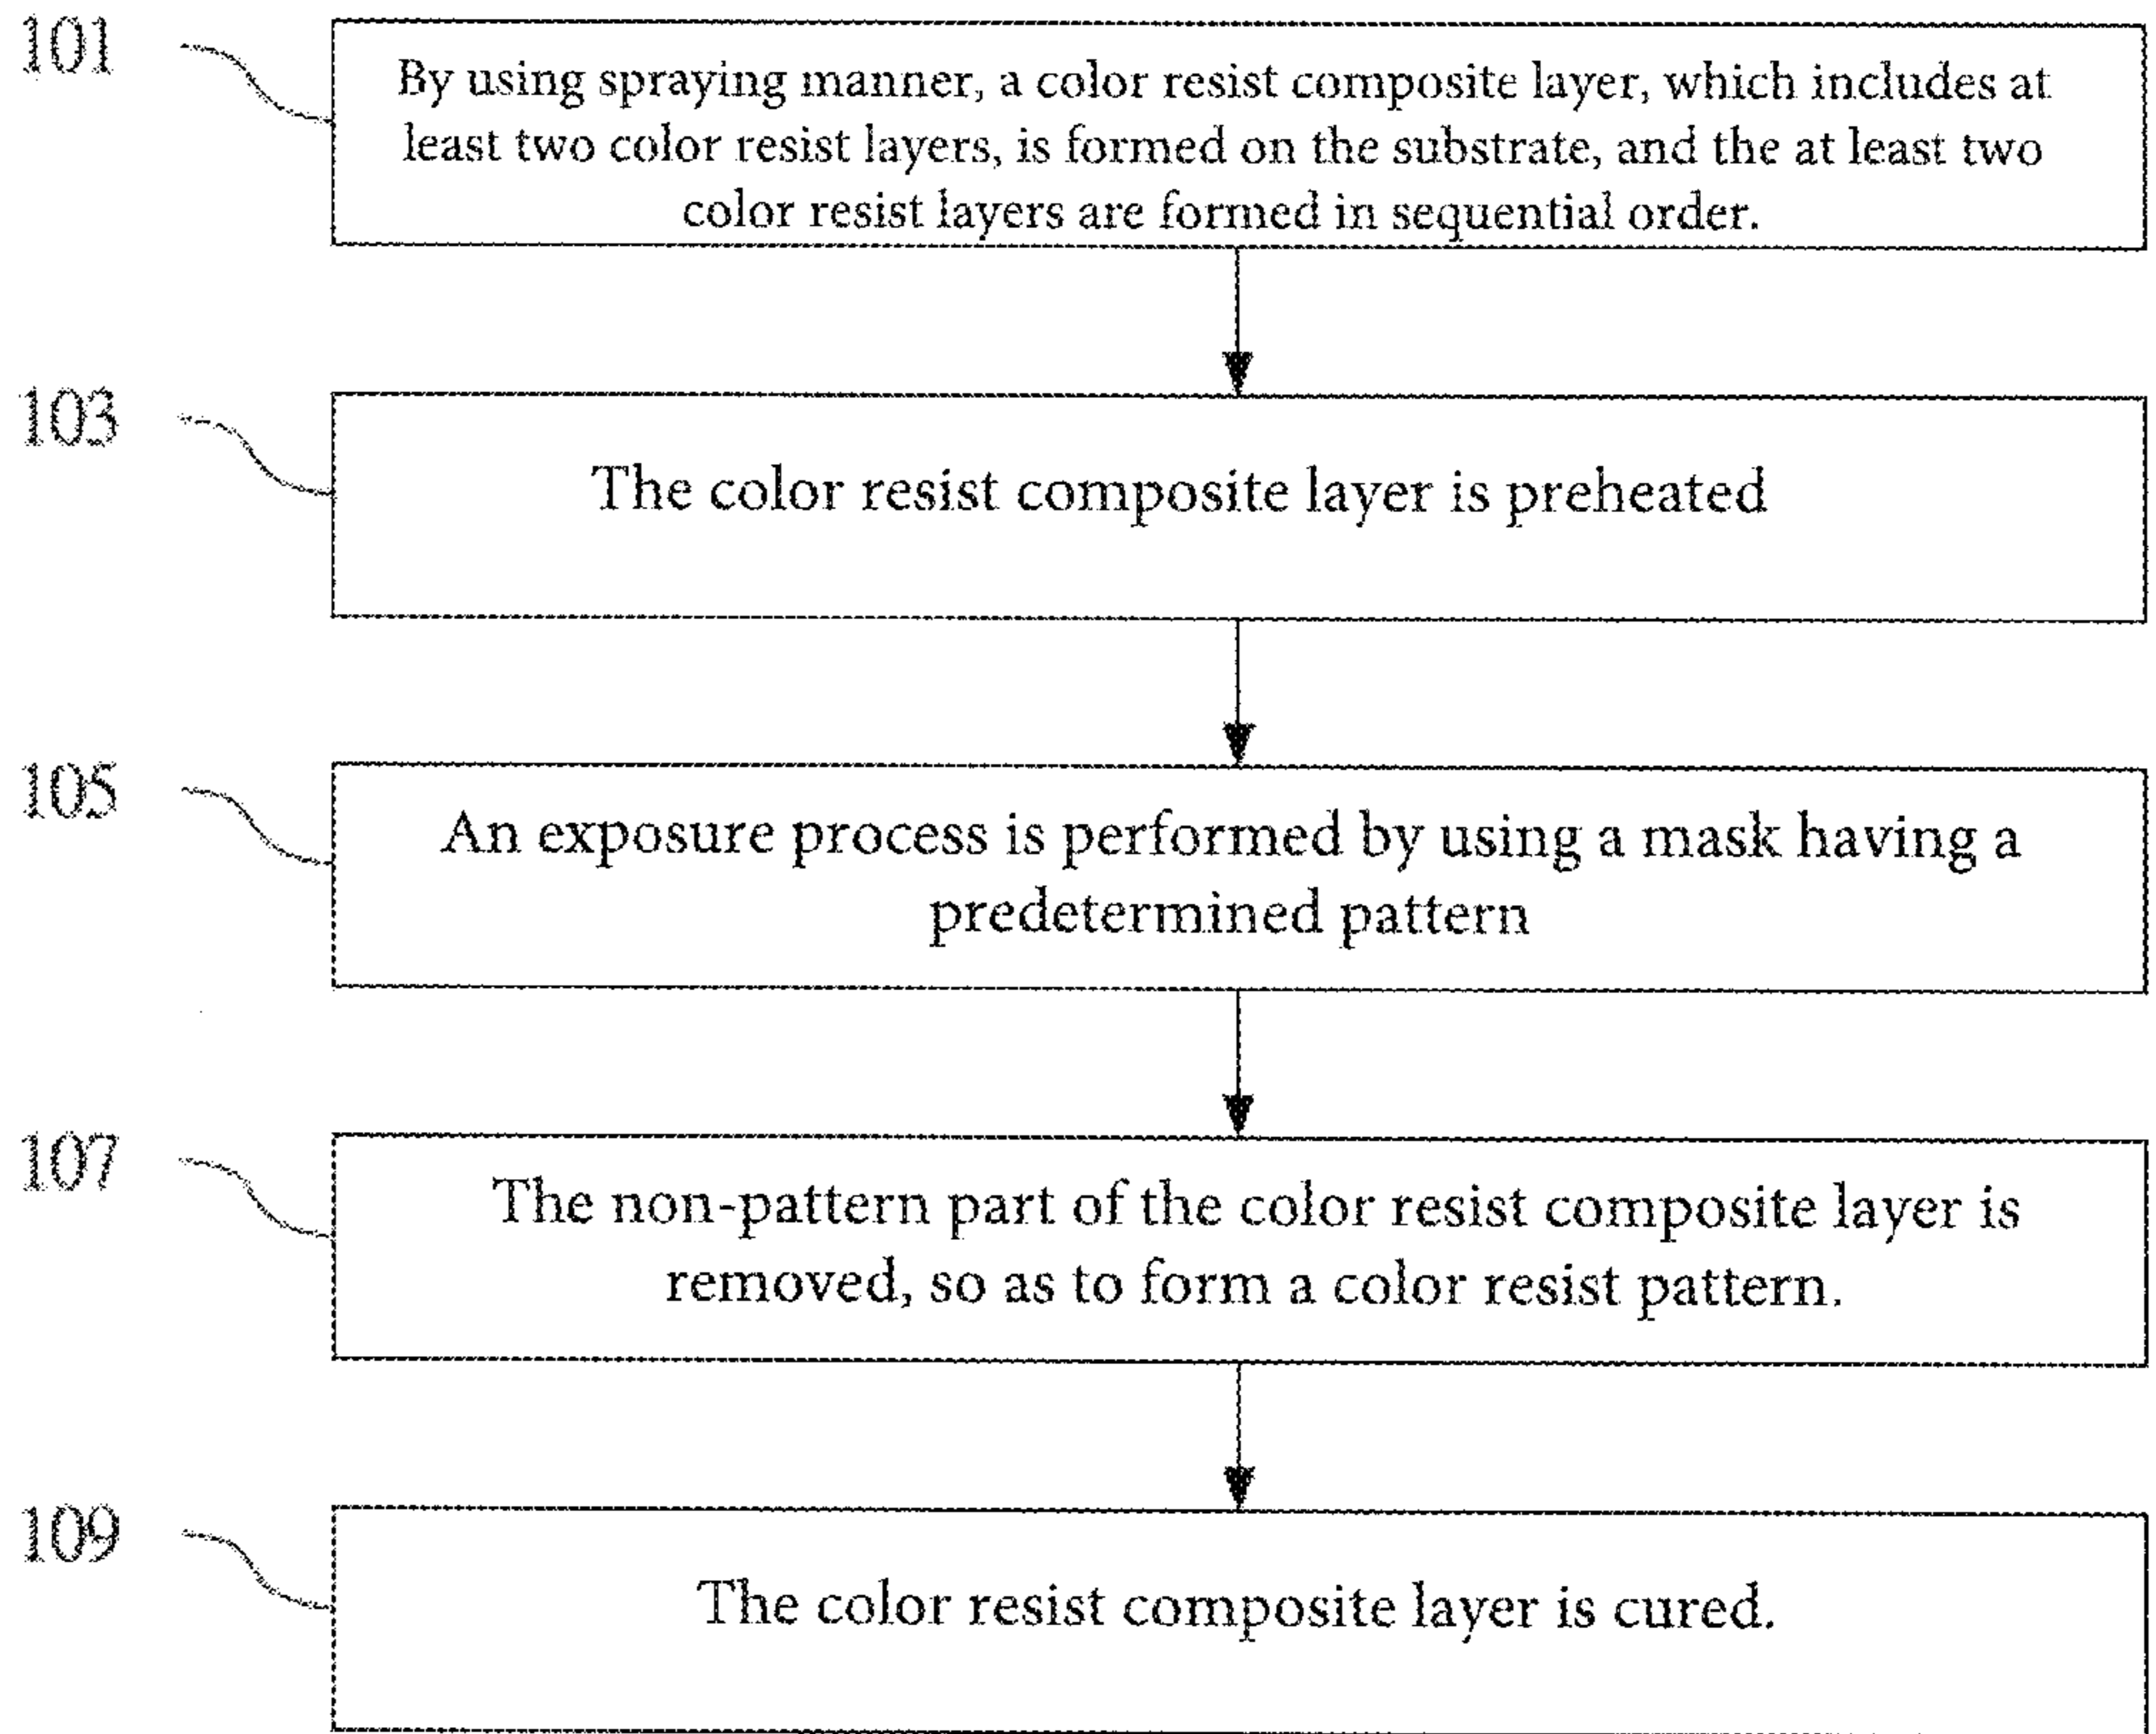 101
By using spraying manner, a color resist composite layer, which includes at
least two color resist layers, is formed on the substrate, and the at least two
color resist layers are formed in sequential order.
103
The color resist composite layer is preheated
105
An exposure process is performed by using a mask having a
predetermined pattern
107
The non-pattern part of the color resist composite layer is
removed, so as to form a color resist pattern.
109
The color resist composite layer is cured.